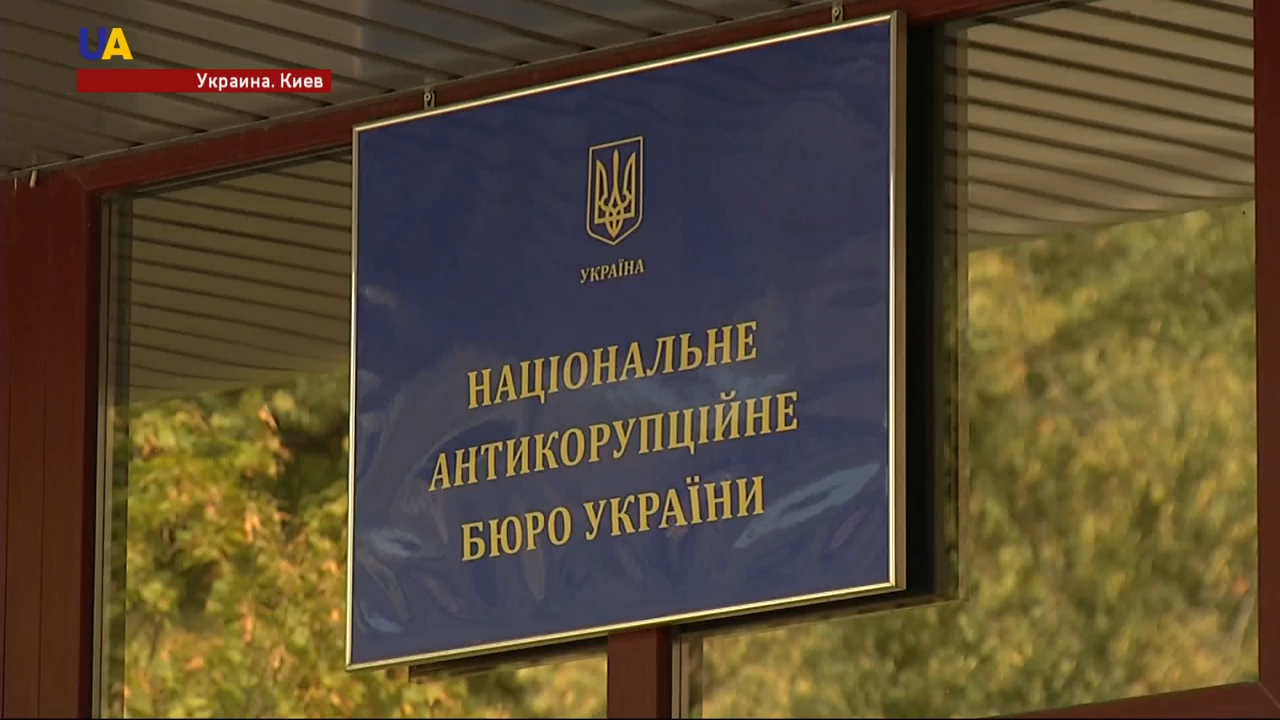 UA
Украина. Киев
УКРАЇНА
НАЦІОНАЛЬНЕ
АНТИКОРУПЦІЙНЕ
БЮРО УКРАЇНИ